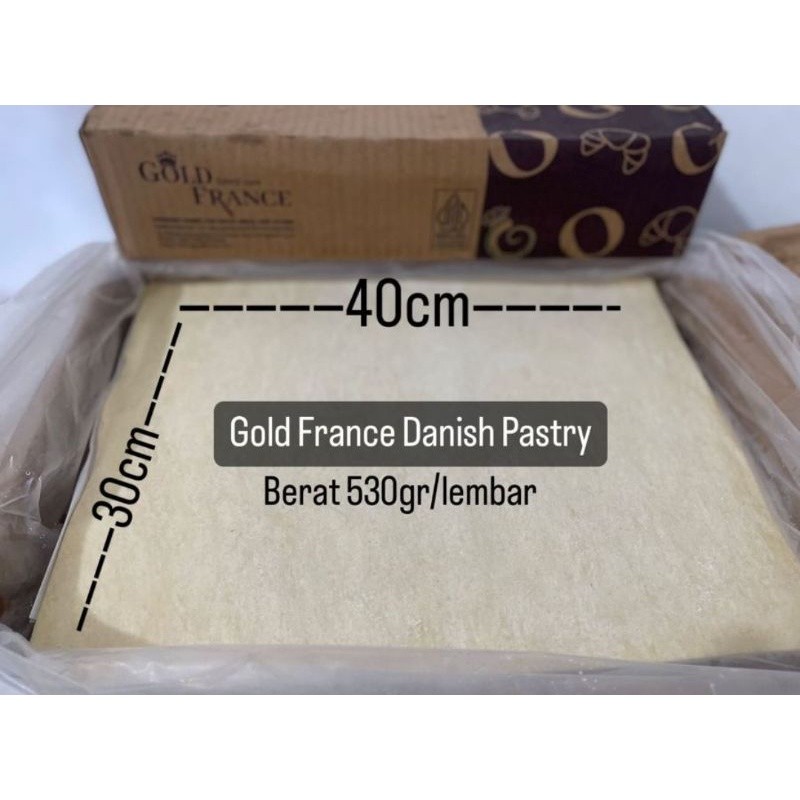 GOLD
FRANCE
40cm
30cm
Gold France Danish Pastry
Berat 530gr/lembar